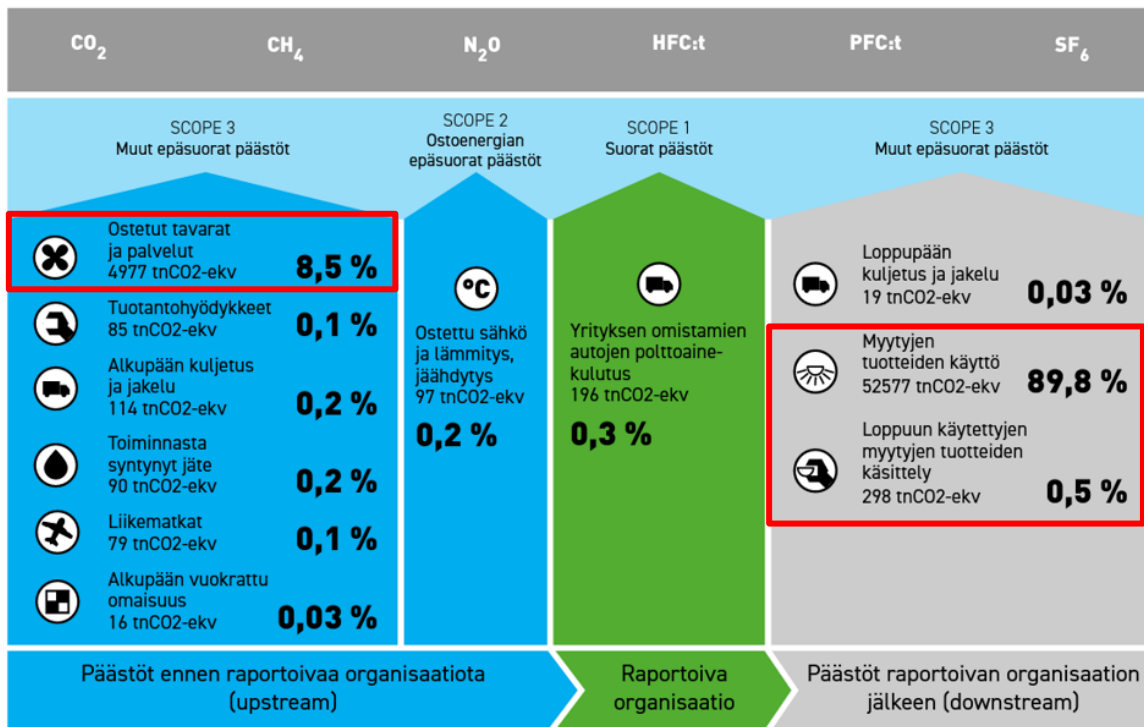 CO₂ CH₄ N₂O HFC:t PFC:t SF₆
SCOPE 3
Muut epäsuorat päästöt
SCOPE 2
Ostoenergian
epäsuorat päästöt
SCOPE 1
Suorat päästöt
SCOPE 3
Muut epäsuorat päästöt
Ostetut tavarat
ja palvelut
4977 tnCO2-ekv
8,5 %
Tuotantohyödykkeet
85 tnCO2-ekv
0,1 %
Alkupään kuljetus
ja jakelu
114 tnCO2-ekv
0,2 %
Toiminnasta
syntynyt jäte
90 tnCO2-ekv
0,2 %
Liikematkat
79 tnCO2-ekv
0,1 %
Alkupään vuokrattu
omaisuus
16 tnCO2-ekv
0,03 %
°C
Ostettu sähkö
ja lämmitys,
jäähdytys
97 tnCO2-ekv
0,2 %
Yrityksen omistamien
autojen polttoaine-
kulutus
196 tnCO2-ekv
0,3 %
Loppupään
kuljetus ja jakelu
19 tnCO2-ekv
0,03 %
Myytyjen
tuotteiden käyttö
52577 tnCO2-ekv
89,8 %
Loppuun käytettyjen
myytyjen tuotteiden
käsittely
298 tnCO2-ekv
0,5 %
Päästöt ennen raportoivaa organisaatiota
(upstream)
Raportoiva
organisaatio
Päästöt raportoivan organisaation
jälkeen (downstream)